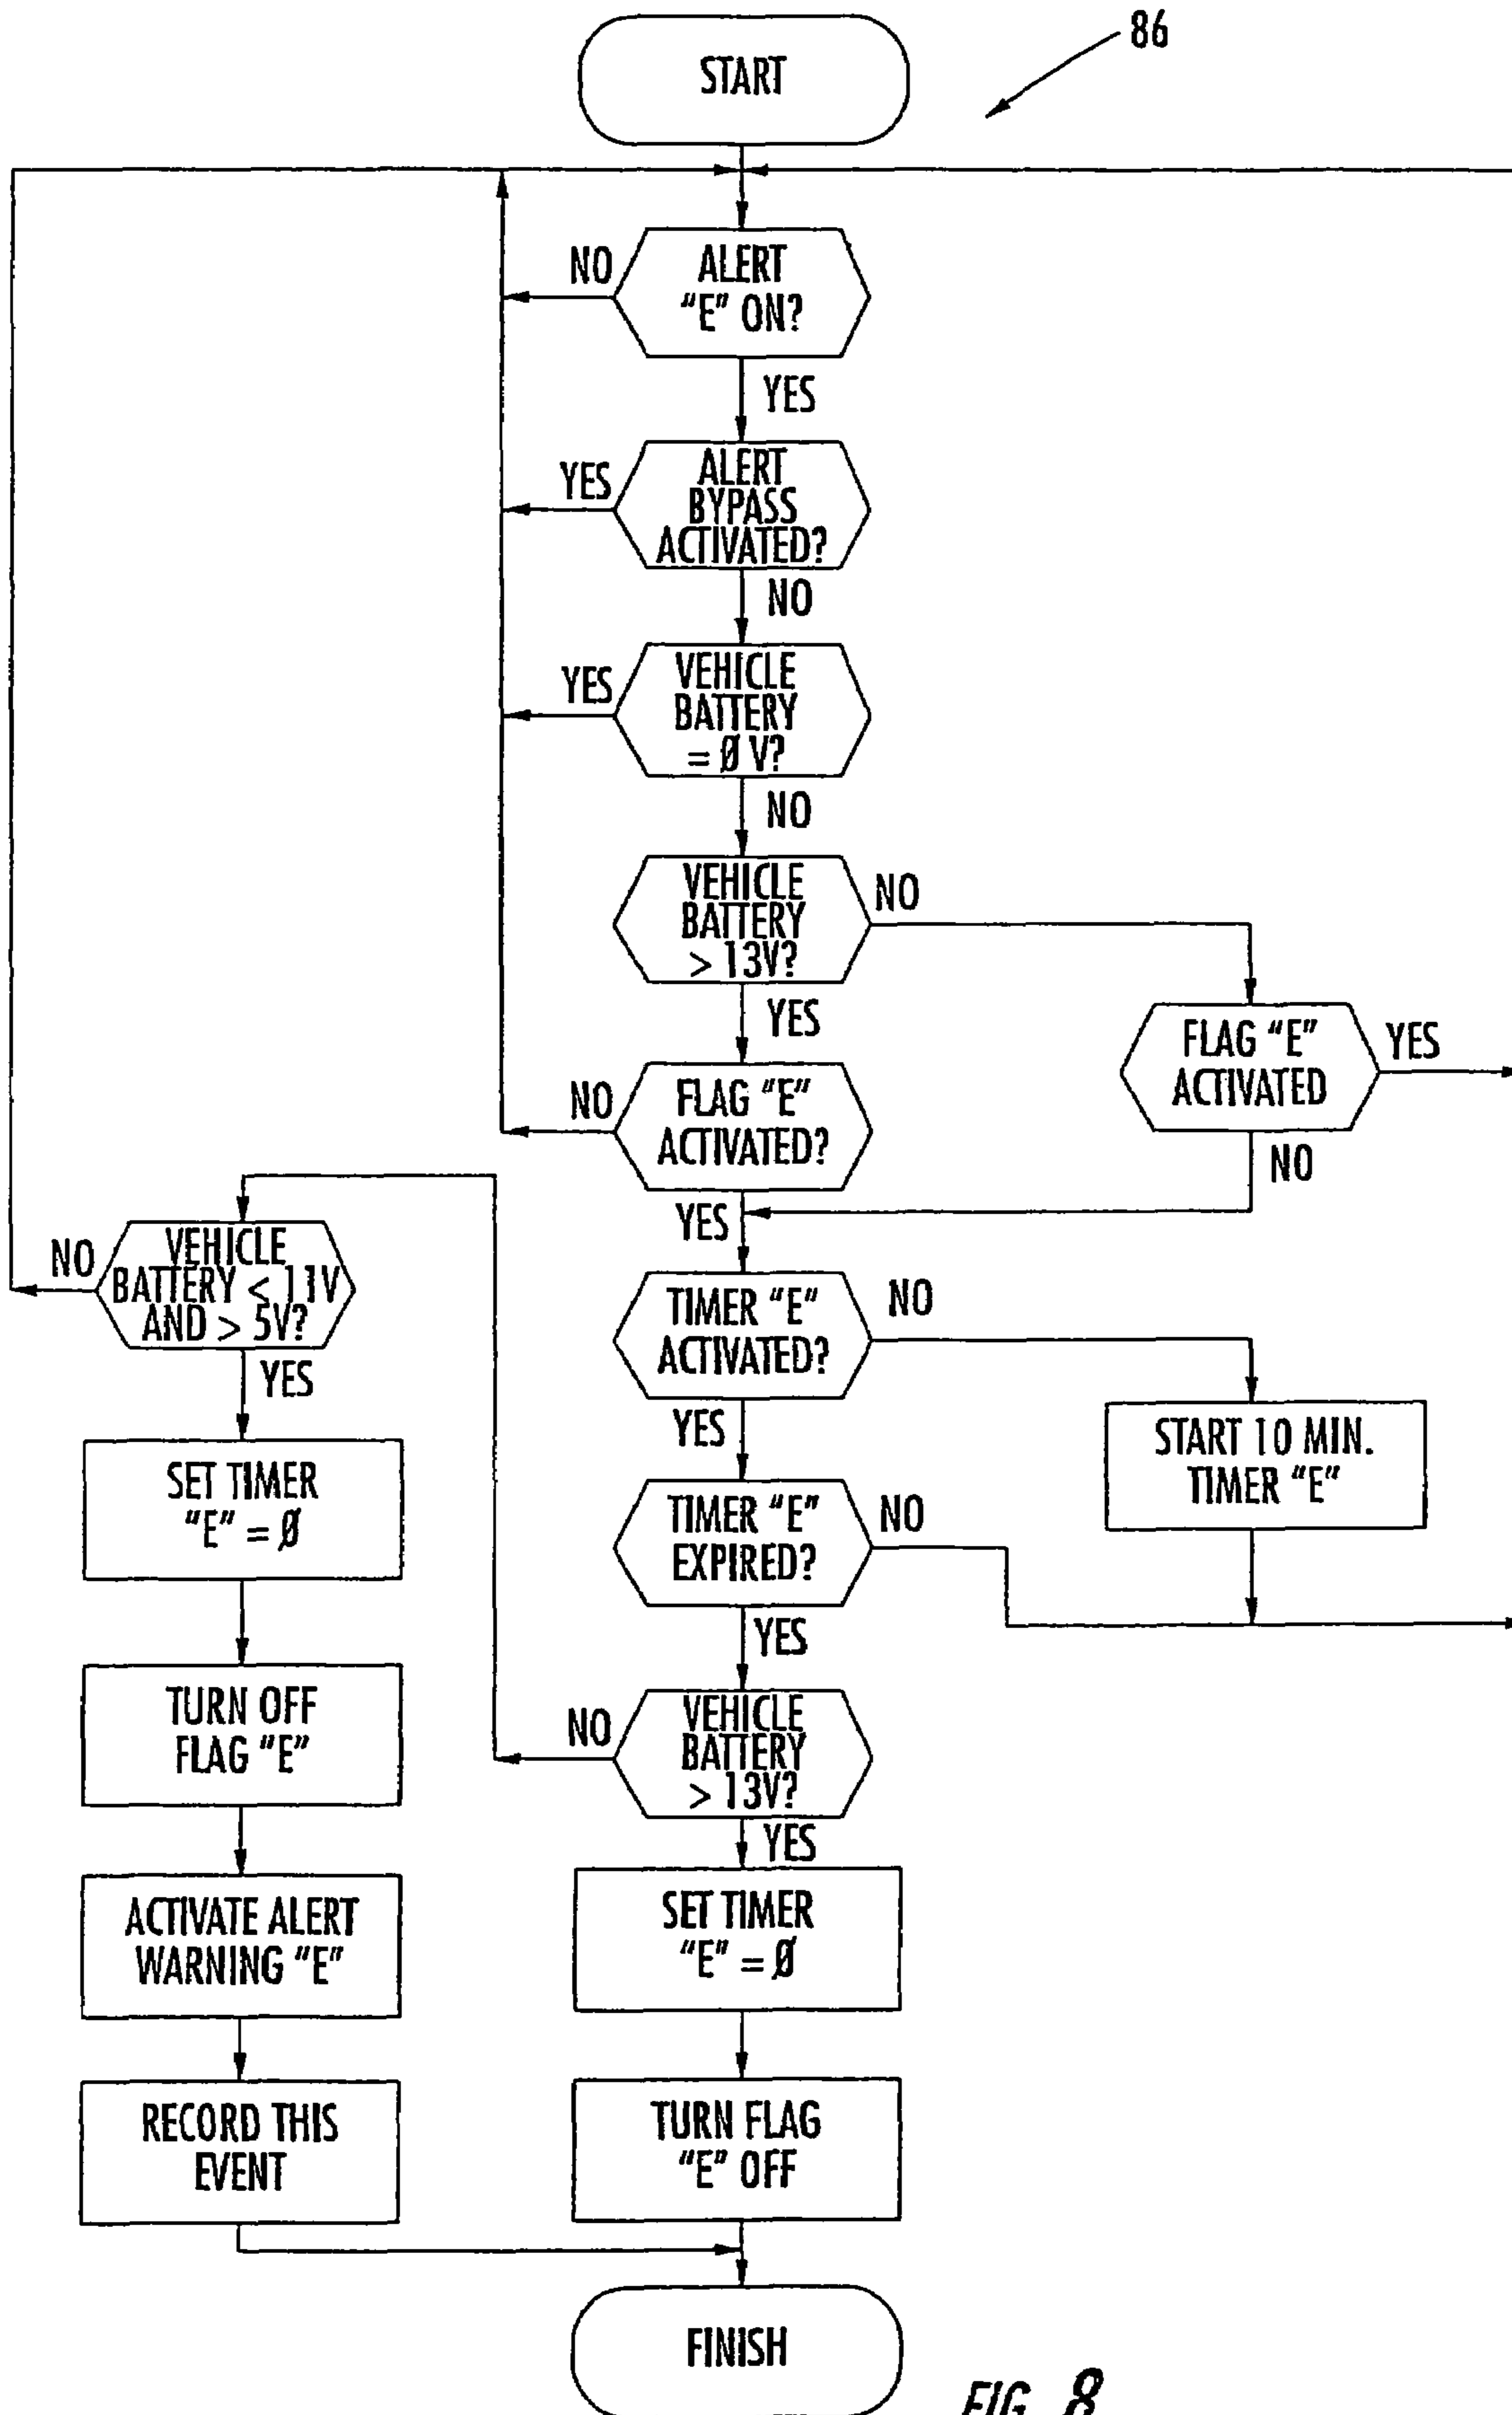 START
86
ALERT
"E" ON?
NO
YES
ALERT
BYPASS
ACTIVATED?
YES
NO
VEHICLE
BATTERY
= Ø V?
YES
NO
VEHICLE
BATTERY
> 13V?
NO
YES
FLAG "E"
ACTIVATED
YES
NO
FLAG "E"
ACTIVATED?
NO
YES
VEHICLE
BATTERY < 11V
AND > 5V?
NO
YES
TIMER "E"
ACTIVATED?
NO
YES
START 10 MIN.
TIMER "E"
SET TIMER
"E" = Ø
TIMER "E"
EXPIRED?
NO
YES
TURN OFF
FLAG "E"
VEHICLE
BATTERY
> 13V?
NO
YES
ACTIVATE ALERT
WARNING "E"
SET TIMER
"E" = Ø
RECORD THIS
EVENT
TURN FLAG
"E" OFF
FINISH
FIG. 8